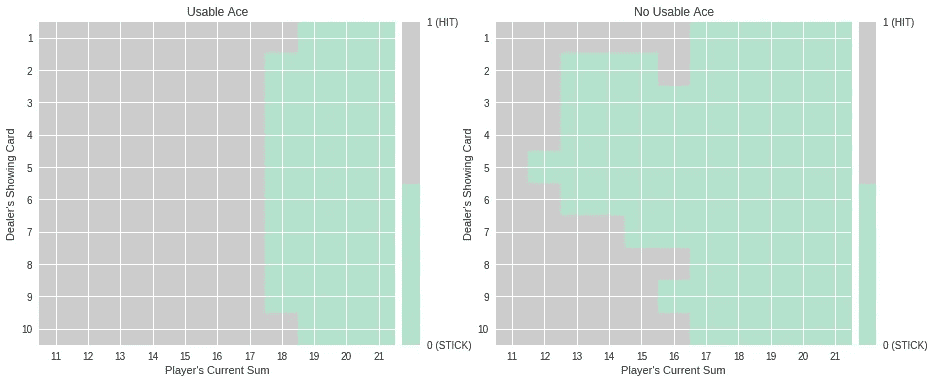 Usable Ace
1 (HIT)
1
2
3
4
5
6
7
8
9
10
Dealer's Showing Card
0 (STICK)
11 12 13 14 15 16 17 18 19 20 21
Player's Current Sum
No Usable Ace
1 (HIT)
1
2
3
4
5
6
7
8
9
10
Dealer's Showing Card
0 (STICK)
11 12 13 14 15 16 17 18 19 20 21
Player's Current Sum